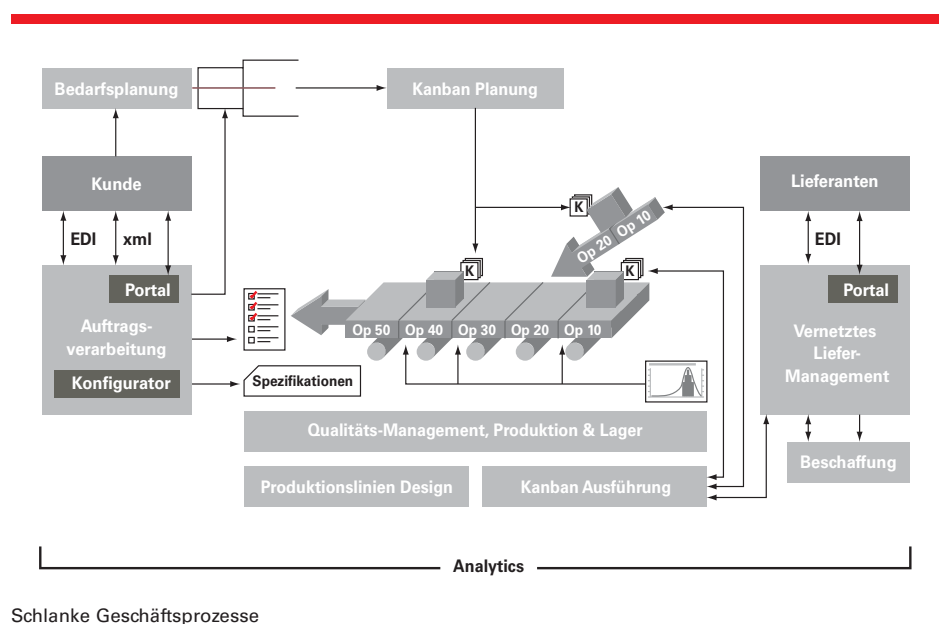 Bedarfsplanung
Kanban Planung
Kunde
Lieferanten
EDI xml
EDI
K
Op 20 Op 10
K
K
Portal
Auftrags-
verarbeitung
Konfigurator
Portal
Vernetztes
Liefer-
Management
Op 50 Op 40 Op 30 Op 20 Op 10
Spezifikationen
Qualitäts-Management, Produktion & Lager
Beschaffung
Produktionslinien Design
Kanban Ausführung
Analytics
Schlanke Geschäftsprozesse